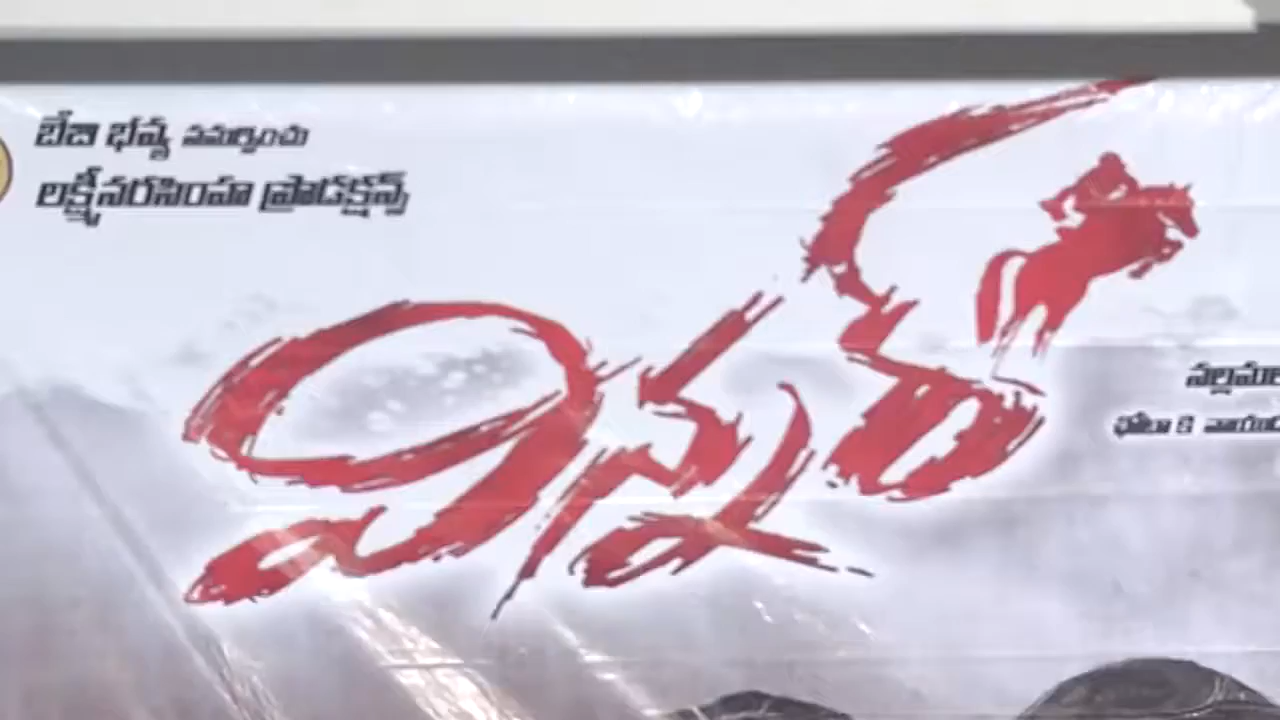 బేబి భవ్య సమర్పించు
లక్ష్మీనరసింహ ప్రొడక్షన్స్
విన్నర్